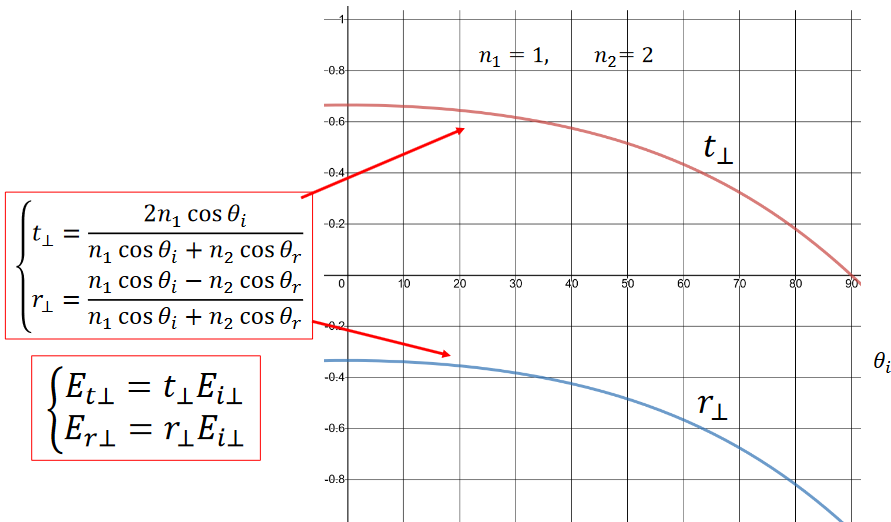 1
n₁ = 1, n₂= 2
0.8
0.6
t⊥
0.4
t⊥ = 2n₁ cos θᵢ / n₁ cos θᵢ + n₂ cos θᵣ
r⊥ = n₁ cos θᵢ − n₂ cos θᵣ / n₁ cos θᵢ + n₂ cos θᵣ
0.2
0 10 20 30 40 50 60 70 80 90
-0.2
θᵢ
-0.4
E_t⊥ = t⊥E_i⊥
E_r⊥ = r⊥E_i⊥
r⊥
-0.6
-0.8